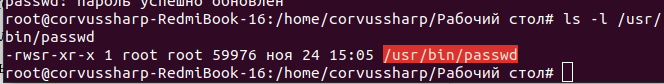 passwd: пароль успешно обновлен
root@corvussharp-RedmiBook-16:/home/corvussharp/Рабочий стол# ls -l /usr/
bin/passwd
-rwsr-xr-x 1 root root 59976 ноя 24 15:05 /usr/bin/passwd
root@corvussharp-RedmiBook-16:/home/corvussharp/Рабочий стол#